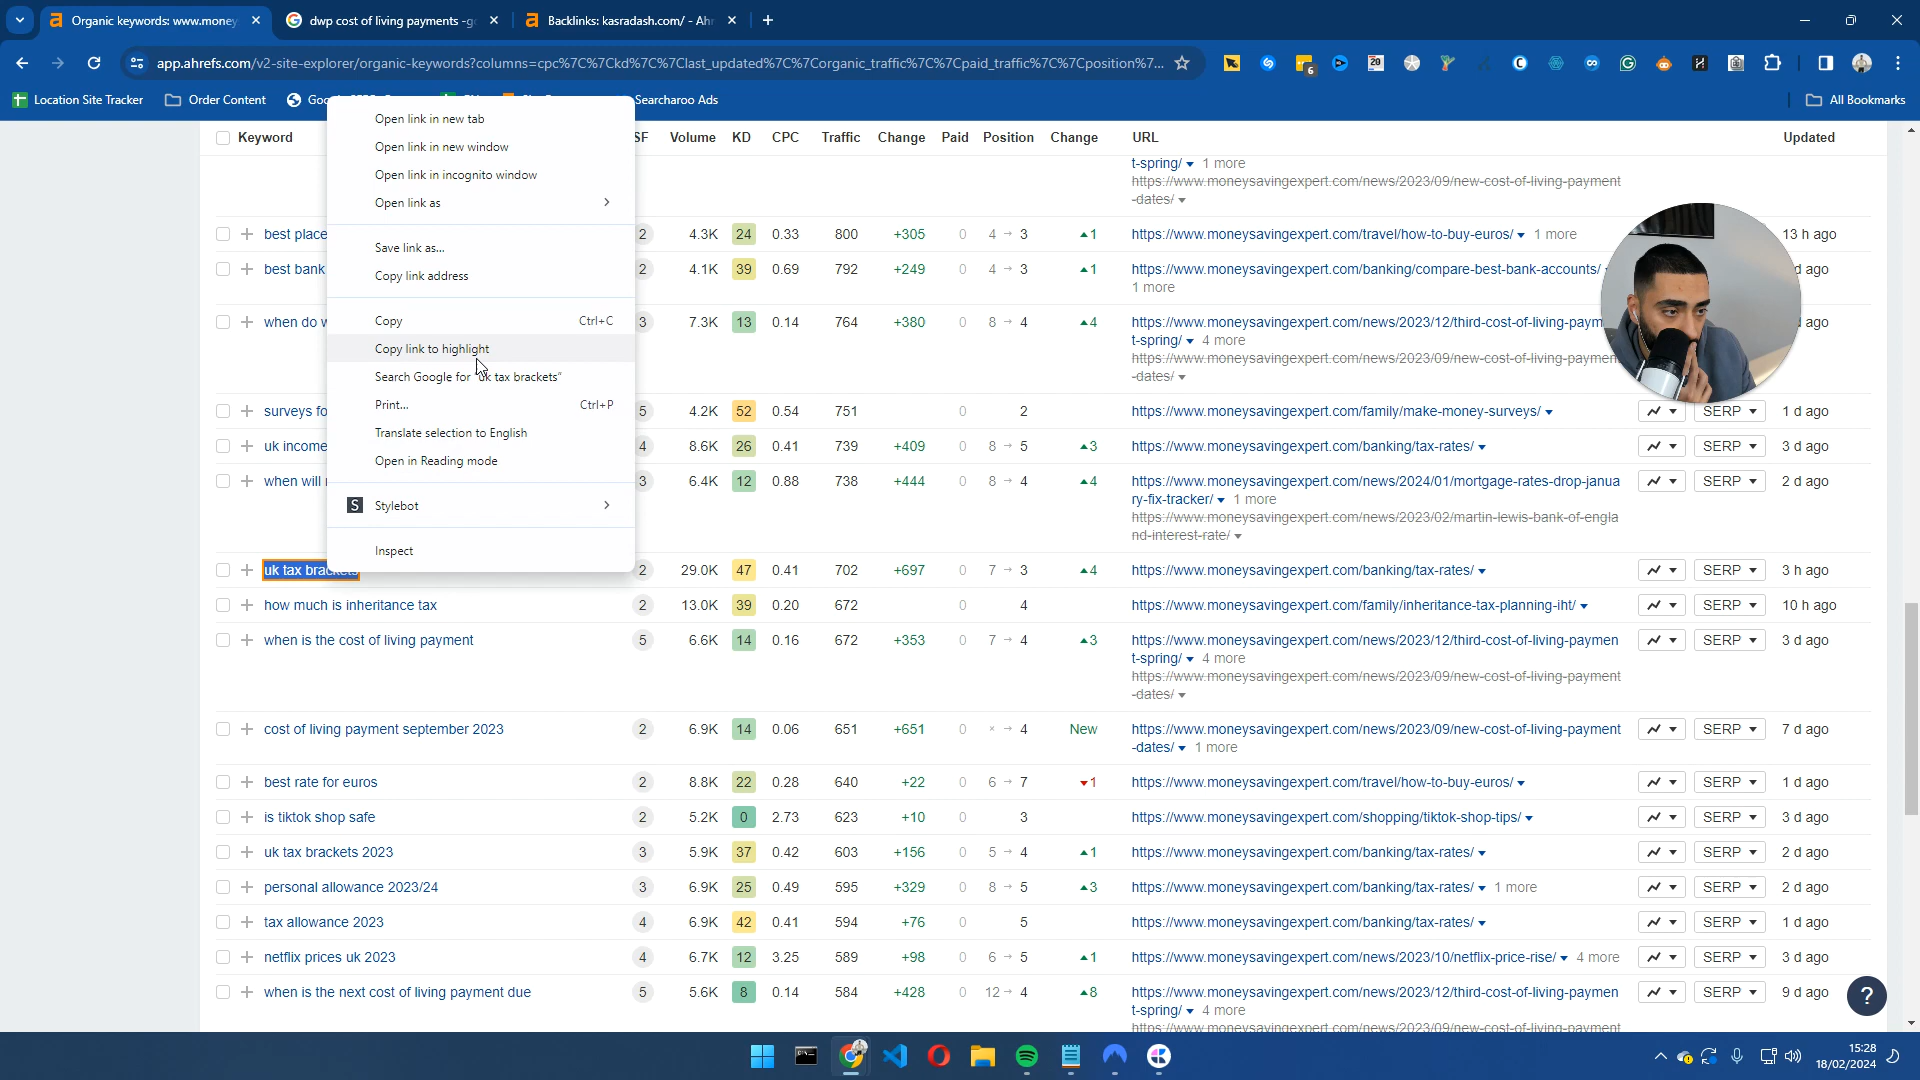 Organic keywords: www.money
dwp cost of living payments -g
Backlinks: kasradash.com/ - Ah
app.ahrefs.com/v2-site-explorer/organic-keywords?columns=cpc%7C%7Ckd%7C%7Clast_updated%7C%7Corganic_traffic%7C%7Cpaid_traffic%7C%7Cposition%7...
Location Site Tracker
Order Content
Searcharoo Ads
All Bookmarks
Keyword SF Volume KD CPC Traffic Change Paid Position Change URL Updated
t-spring/ 1 more
https://www.moneysavingexpert.com/news/2023/09/new-cost-of-living-payment
-dates/
best place 2 4.3K 24 0.33 800 +305 0 4 → 3 1 https://www.moneysavingexpert.com/travel/how-to-buy-euros/ 1 more 13 h ago
best bank 2 4.1K 39 0.69 792 +249 0 4 → 3 1 https://www.moneysavingexpert.com/banking/compare-best-bank-accounts/ d ago
1 more
when do w 3 7.3K 13 0.14 764 +380 0 8 → 4 4 https://www.moneysavingexpert.com/news/2023/12/third-cost-of-living-paym d ago
t-spring/ 4 more
https://www.moneysavingexpert.com/news/2023/09/new-cost-of-living-paymen
-dates/
surveys fo 5 4.2K 52 0.54 751 0 2 https://www.moneysavingexpert.com/family/make-money-surveys/ SERP 1 d ago
uk income 4 8.6K 26 0.41 739 +409 0 8 → 5 3 https://www.moneysavingexpert.com/banking/tax-rates/ SERP 3 d ago
when will 3 6.4K 12 0.88 738 +444 0 8 → 4 4 https://www.moneysavingexpert.com/news/2024/01/mortgage-rates-drop-janua SERP 2 d ago
ry-fix-tracker/ 1 more
https://www.moneysavingexpert.com/news/2023/02/martin-lewis-bank-of-engla
nd-interest-rate/
uk tax brackets 2 29.0K 47 0.41 702 +697 0 7 → 3 4 https://www.moneysavingexpert.com/banking/tax-rates/ SERP 3 h ago
how much is inheritance tax 2 13.0K 39 0.20 672 0 4 https://www.moneysavingexpert.com/family/inheritance-tax-planning-iht/ SERP 10 h ago
when is the cost of living payment 5 6.6K 14 0.16 672 +353 0 7 → 4 3 https://www.moneysavingexpert.com/news/2023/12/third-cost-of-living-paymen SERP 3 d ago
t-spring/ 4 more
https://www.moneysavingexpert.com/news/2023/09/new-cost-of-living-payment
-dates/
cost of living payment september 2023 2 6.9K 14 0.06 651 +651 0 × → 4 New https://www.moneysavingexpert.com/news/2023/09/new-cost-of-living-payment SERP 7 d ago
-dates/ 1 more
best rate for euros 2 8.8K 22 0.28 640 +22 0 6 → 7 1 https://www.moneysavingexpert.com/travel/how-to-buy-euros/ SERP 1 d ago
is tiktok shop safe 2 5.2K 0 2.73 623 +10 0 3 https://www.moneysavingexpert.com/shopping/tiktok-shop-tips/ SERP 3 d ago
uk tax brackets 2023 3 5.9K 37 0.42 603 +156 0 5 → 4 1 https://www.moneysavingexpert.com/banking/tax-rates/ SERP 2 d ago
personal allowance 2023/24 3 6.9K 25 0.49 595 +329 0 8 → 5 3 https://www.moneysavingexpert.com/banking/tax-rates/ 1 more SERP 2 d ago
tax allowance 2023 4 6.9K 42 0.41 594 +76 0 5 https://www.moneysavingexpert.com/banking/tax-rates/ SERP 1 d ago
netflix prices uk 2023 4 6.7K 12 3.25 589 +98 0 6 → 5 1 https://www.moneysavingexpert.com/news/2023/10/netflix-price-rise/ 4 more SERP 3 d ago
when is the next cost of living payment due 5 5.6K 8 0.14 584 +428 0 12 → 4 8 https://www.moneysavingexpert.com/news/2023/12/third-cost-of-living-paymen SERP 9 d ago
t-spring/ 4 more
https://www.moneysavingexpert.com/news/2023/09/new-cost-of-living-payment
Open link in new tab
Open link in new window
Open link in incognito window
Open link as
Save link as...
Copy link address
Copy Ctrl+C
Copy link to highlight
Search Google for "uk tax brackets"
Print... Ctrl+P
Translate selection to English
Open in Reading mode
S Stylebot
Inspect
?
15:28
18/02/2024